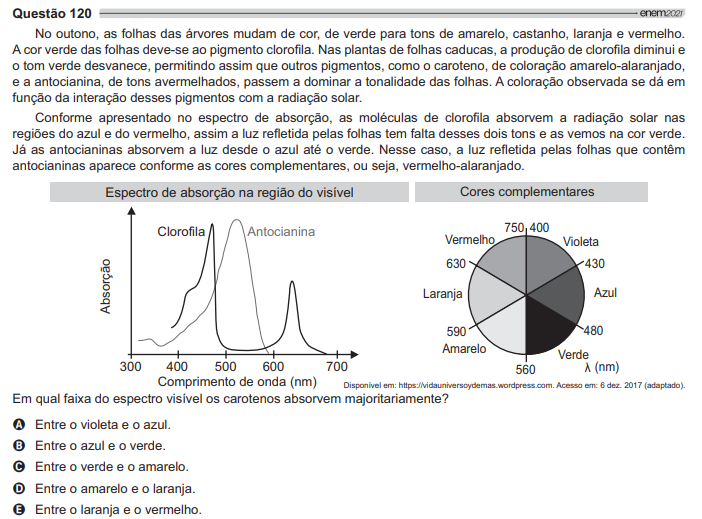 Questão 120
enem2021
No outono, as folhas das árvores mudam de cor, de verde para tons de amarelo, castanho, laranja e vermelho.
A cor verde das folhas deve-se ao pigmento clorofila. Nas plantas de folhas caducas, a produção de clorofila diminui e
o tom verde desvanece, permitindo assim que outros pigmentos, como o caroteno, de coloração amarelo-alaranjado,
e a antocianina, de tons avermelhados, passem a dominar a tonalidade das folhas. A coloração observada se dá em
função da interação desses pigmentos com a radiação solar.
Conforme apresentado no espectro de absorção, as moléculas de clorofila absorvem a radiação solar nas
regiões do azul e do vermelho, assim a luz refletida pelas folhas tem falta desses dois tons e as vemos na cor verde.
Já as antocianinas absorvem a luz desde o azul até o verde. Nesse caso, a luz refletida pelas folhas que contêm
antocianinas aparece conforme as cores complementares, ou seja, vermelho-alaranjado.
Espectro de absorção na região do visível
Clorofila
Antocianina
Absorção
300 400 500 600 700
Comprimento de onda (nm)
Cores complementares
750 400
Vermelho
Violeta
630
430
Laranja
Azul
590
480
Amarelo
Verde
560
λ (nm)
Disponível em: https://vidauniversoydemas.wordpress.com. Acesso em: 6 dez. 2017 (adaptado).
Em qual faixa do espectro visível os carotenos absorvem majoritariamente?
A Entre o violeta e o azul.
B Entre o azul e o verde.
C Entre o verde e o amarelo.
D Entre o amarelo e o laranja.
E Entre o laranja e o vermelho.